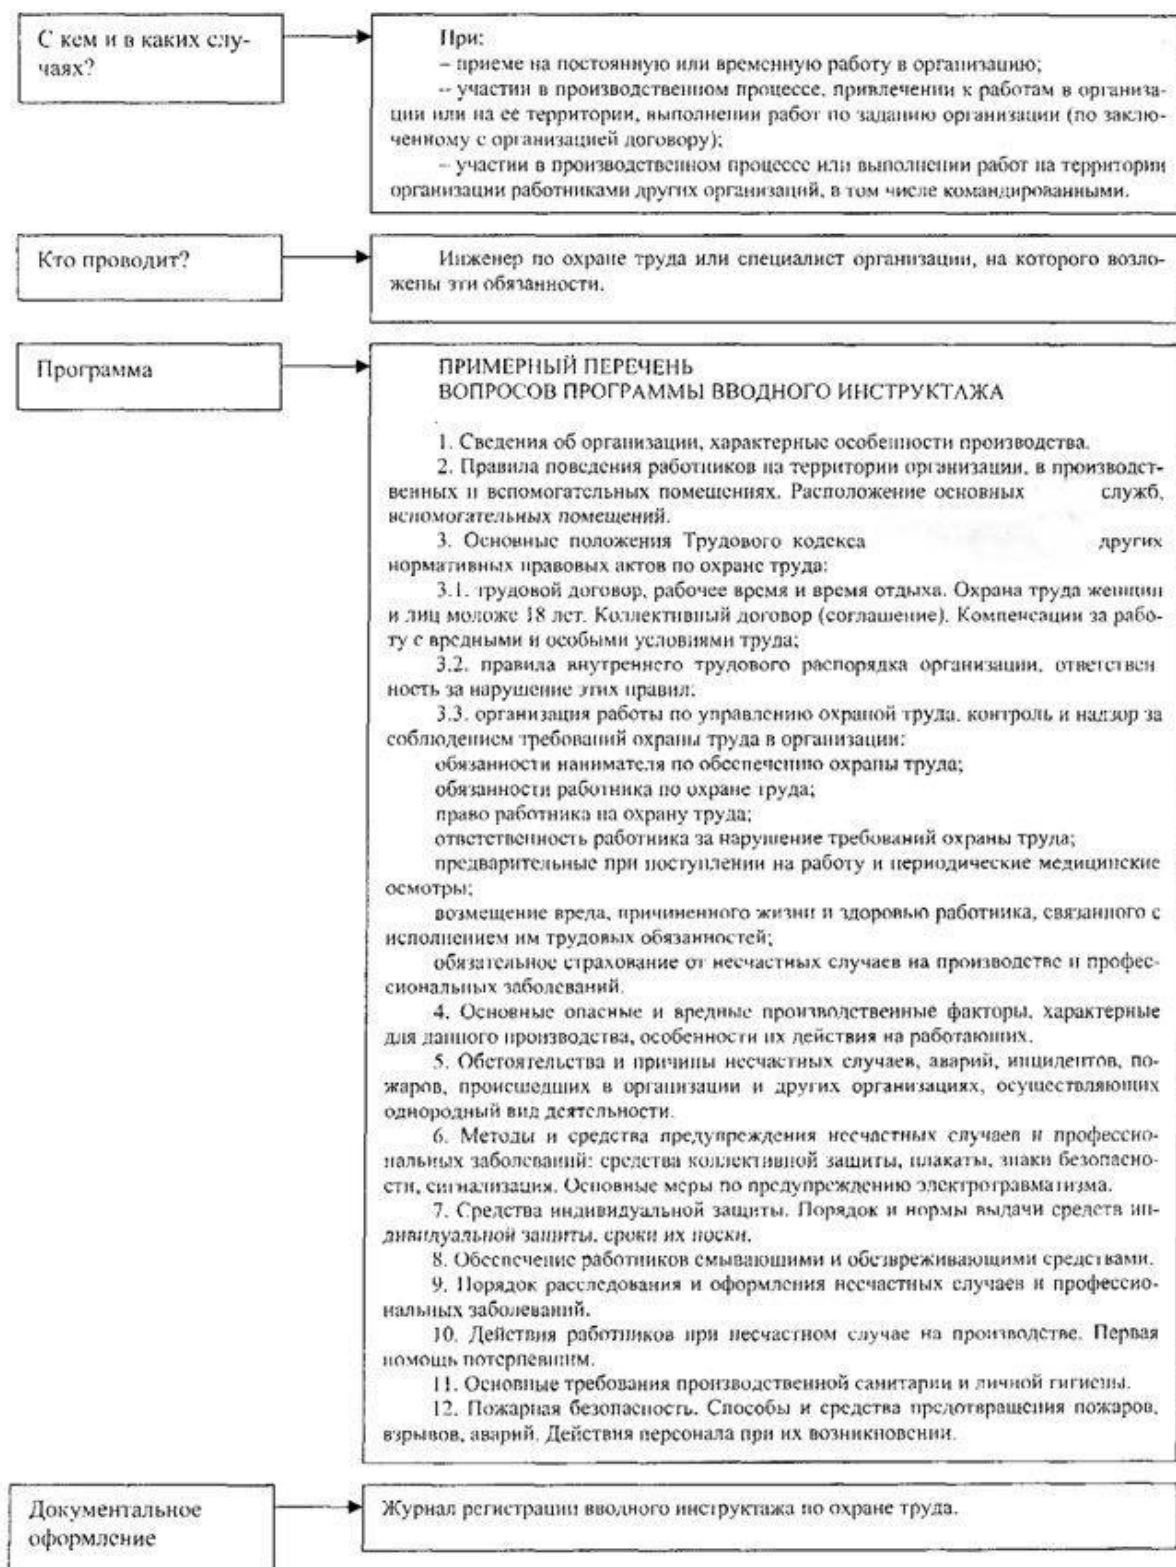 С кем и в каких слу-
чаях?
При:
– приеме на постоянную или временную работу в организацию;
-- участии в производственном процессе, привлечении к работам в организа-
ции или на ее территории, выполнении работ по заданию организации (по заклю-
ченному с организацией договору);
– участии в производственном процессе или выполнении работ на территории
организации работниками других организаций, в том числе командированными.
Кто проводит?
Инженер по охране труда или специалист организации, на которого возло-
жены эти обязанности.
Программа
ПРИМЕРНЫЙ ПЕРЕЧЕНЬ
ВОПРОСОВ ПРОГРАММЫ ВВОДНОГО ИНСТРУКТАЖА
1. Сведения об организации, характерные особенности производства.
2. Правила поведения работников на территории организации, в производст-
венных и вспомогательных помещениях. Расположение основных служб,
вспомогательных помещений.
3. Основные положения Трудового кодекса других
нормативных правовых актов по охране труда:
3.1. трудовой договор, рабочее время и время отдыха. Охрана труда женщин
и лиц моложе 18 лет. Коллективный договор (соглашение). Компенсации за рабо-
ту с вредными и особыми условиями труда;
3.2. правила внутреннего трудового распорядка организации, ответствен
ность за нарушение этих правил;
3.3. организация работы по управлению охраной труда, контроль и надзор за
соблюдением требований охраны труда в организации:
обязанности нанимателя по обеспечению охраны труда;
обязанности работника по охране труда;
право работника на охрану труда;
ответственность работника за нарушение требований охраны труда;
предварительные при поступлении на работу и периодические медицинские
осмотры;
возмещение вреда, причиненного жизни и здоровью работника, связанного с
исполнением им трудовых обязанностей;
обязательное страхование от несчастных случаев на производстве и профес-
сиональных заболеваний.
4. Основные опасные и вредные производственные факторы, характерные
для данного производства, особенности их действия на работающих.
5. Обстоятельства и причины несчастных случаев, аварий, инцидентов, по-
жаров, происшедших в организации и других организациях, осуществляющих
однородный вид деятельности.
6. Методы и средства предупреждения несчастных случаев и профессио-
нальных заболеваний: средства коллективной защиты, плакаты, знаки безопасно-
сти, сигнализация. Основные меры по предупреждению электротравматизма.
7. Средства индивидуальной защиты. Порядок и нормы выдачи средств ин-
дивидуальной защиты, сроки их носки.
8. Обеспечение работников смывающими и обезвреживающими средствами.
9. Порядок расследования и оформления несчастных случаев и профессио-
нальных заболеваний.
10. Действия работников при несчастном случае на производстве. Первая
помощь потерпевшим.
11. Основные требования производственной санитарии и личной гигиены.
12. Пожарная безопасность. Способы и средства предотвращения пожаров,
взрывов, аварий. Действия персонала при их возникновении.
Документальное
оформление
Журнал регистрации вводного инструктажа по охране труда.